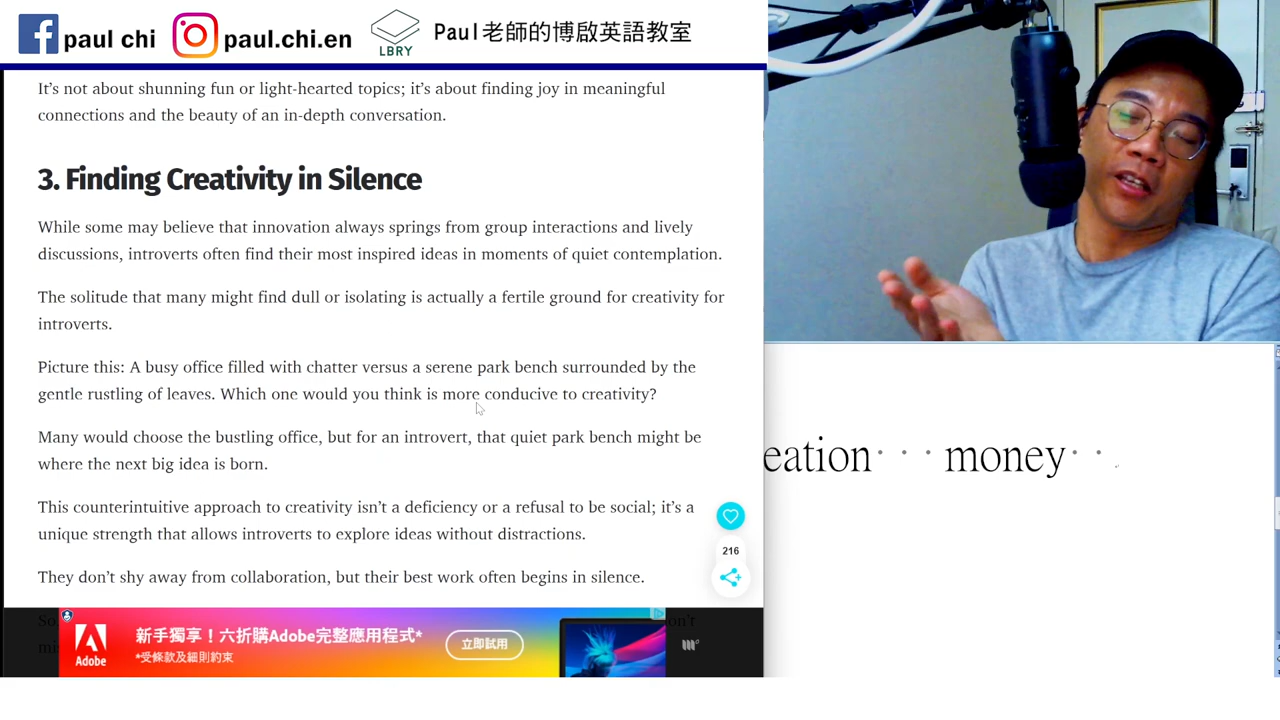 paul chi
paul.chi.en
LBRY
Paul老師的博啟英語教室
It’s not about shunning fun or light-hearted topics; it’s about finding joy in meaningful
connections and the beauty of an in-depth conversation.
3. Finding Creativity in Silence
While some may believe that innovation always springs from group interactions and lively
discussions, introverts often find their most inspired ideas in moments of quiet contemplation.
The solitude that many might find dull or isolating is actually a fertile ground for creativity for
introverts.
Picture this: A busy office filled with chatter versus a serene park bench surrounded by the
gentle rustling of leaves. Which one would you think is more conducive to creativity?
Many would choose the bustling office, but for an introvert, that quiet park bench might be
where the next big idea is born.
This counterintuitive approach to creativity isn’t a deficiency or a refusal to be social; it’s a
unique strength that allows introverts to explore ideas without distractions.
They don’t shy away from collaboration, but their best work often begins in silence.
216
eation money
Adobe
新手獨享！六折購Adobe完整應用程式*
*受條款及細則約束
立即試用